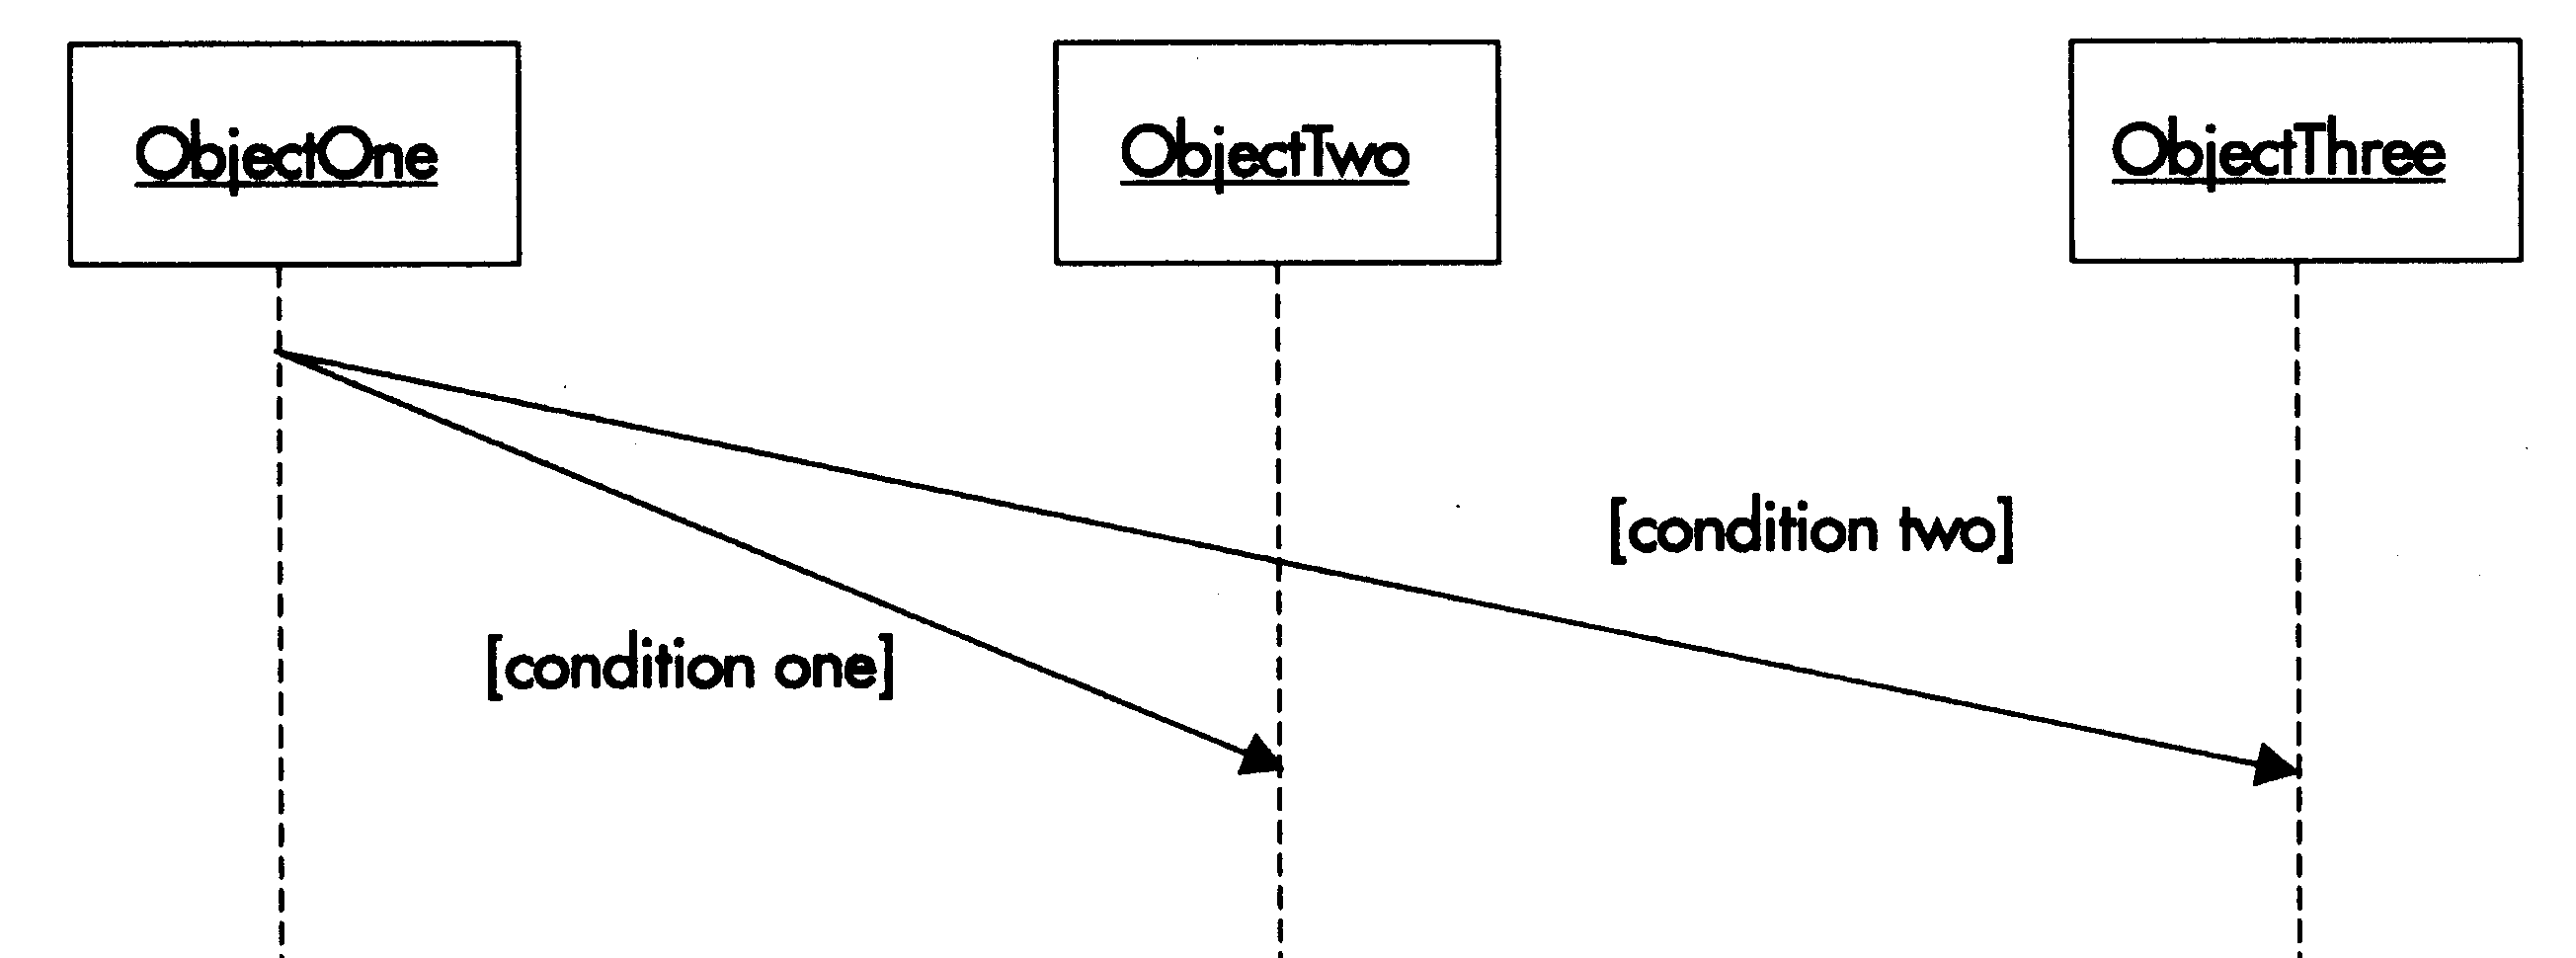 ObjectOne
ObjectTwo
ObjectThree
[condition two]
[condition one]